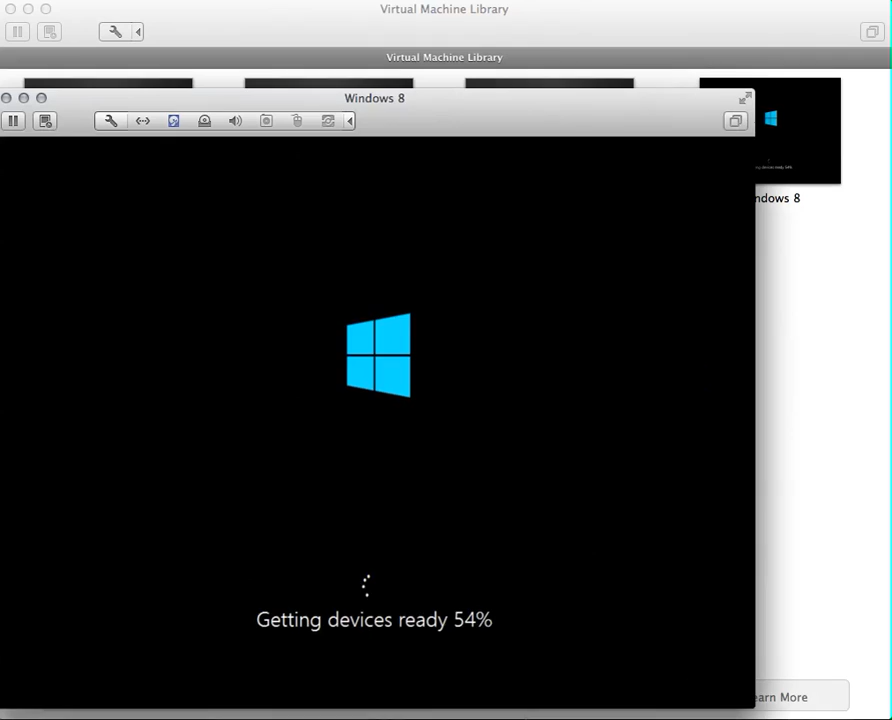 Virtual Machine Library
Virtual Machine Library
Windows 8
ndows 8
Getting devices ready 54%
earn More